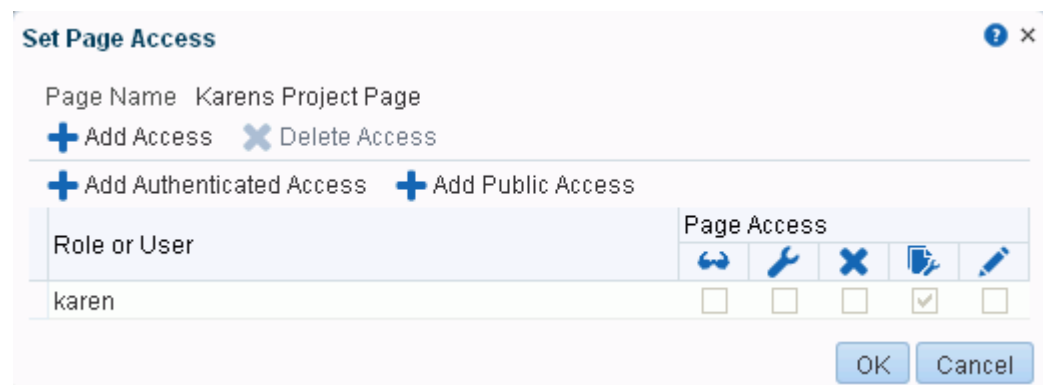 Set Page Access
Page Name Karens Project Page
Add Access Delete Access
Add Authenticated Access Add Public Access
Role or User
Page Access
karen
OK Cancel